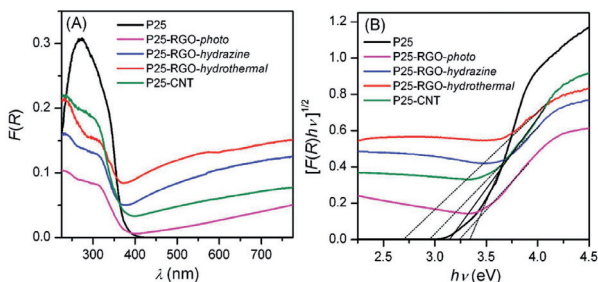 (A)
P25
P25-RGO-photo
P25-RGO-hydrazine
P25-RGO-hydrothermal
P25-CNT
F(R)
0.3
0.2
0.1
0.0
300 400 500 600 700
λ (nm)
(B)
P25
P25-RGO-photo
P25-RGO-hydrazine
P25-RGO-hydrothermal
P25-CNT
[F(R)hν]1/2
1.2
1.0
0.8
0.6
0.4
0.2
0.0
2.5 3.0 3.5 4.0 4.5
hν (eV)